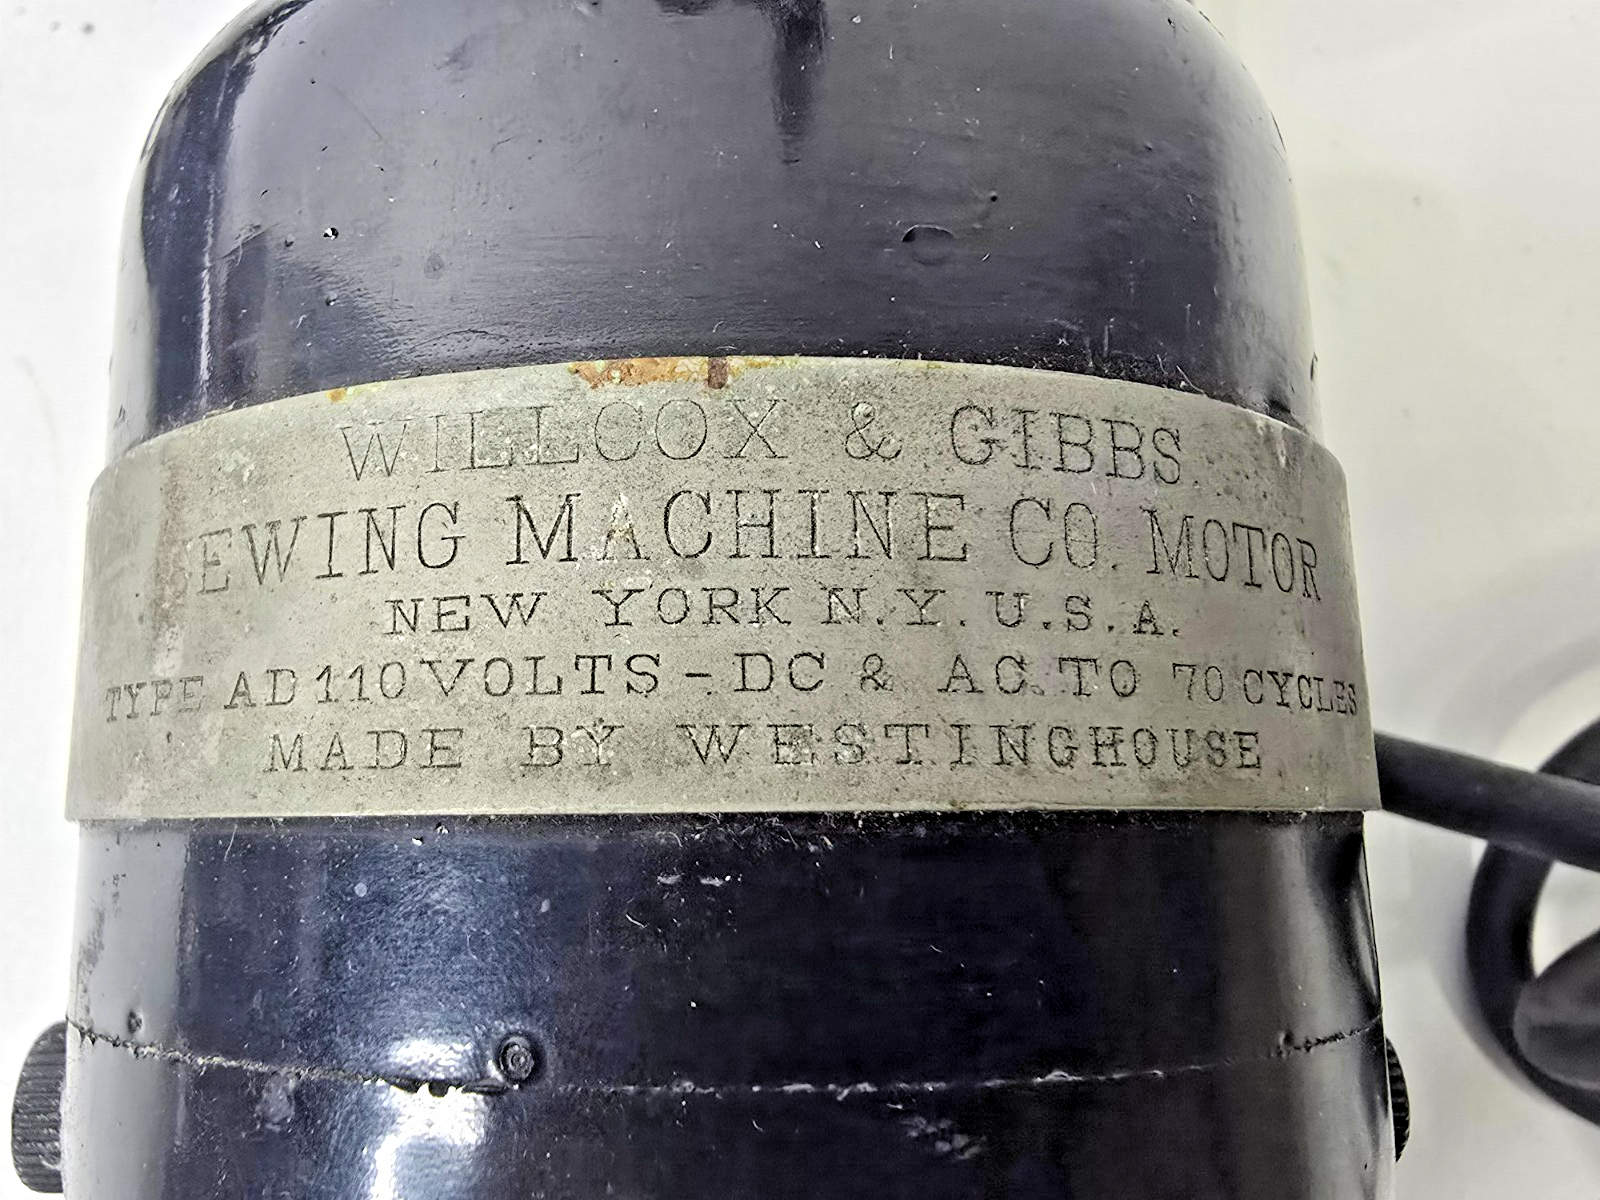 WILLCOX & GIBBS
SEWING MACHINE CO. MOTOR
NEW YORK N.Y. U.S.A.
TYPE AD 110 VOLTS - DC & AC. TO 70 CYCLES
MADE BY WESTINGHOUSE